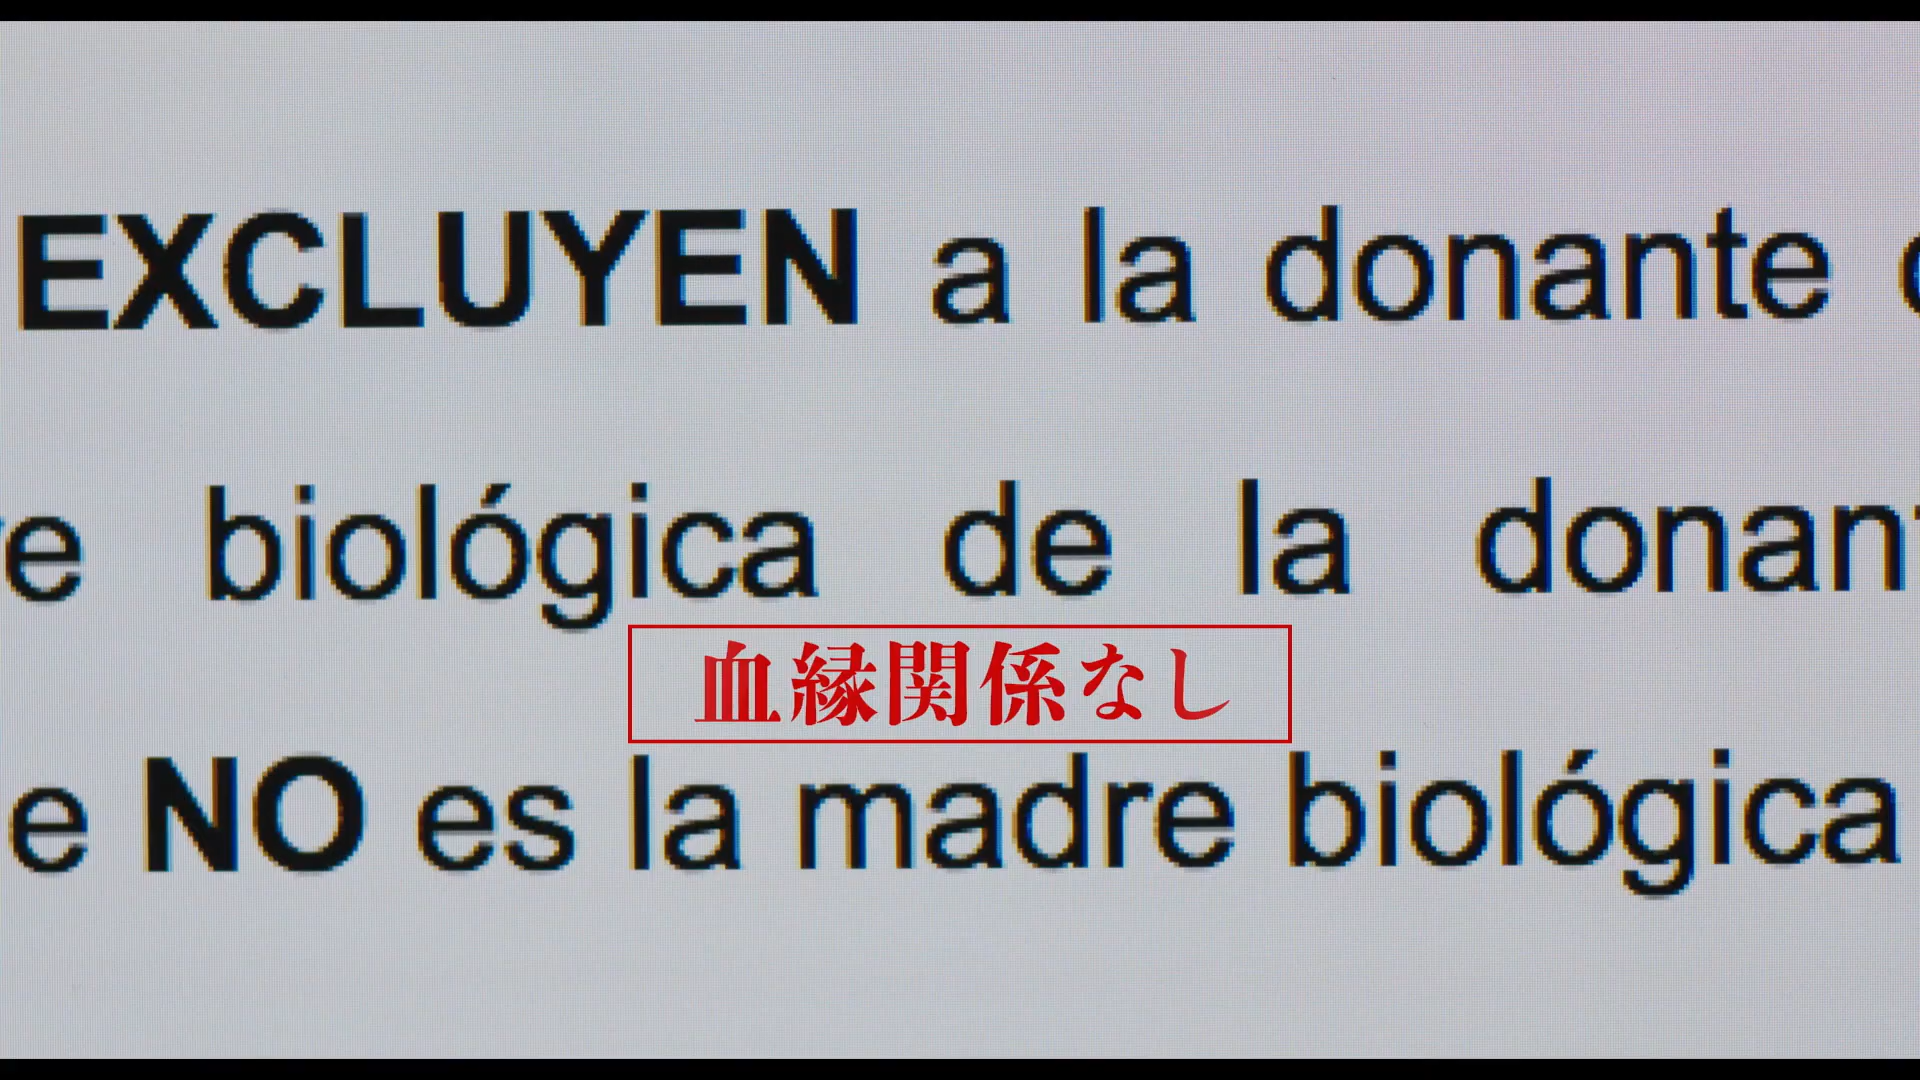 EXCLUYEN a la donante
biológica de la
血縁関係なし
NO es la madre biológica